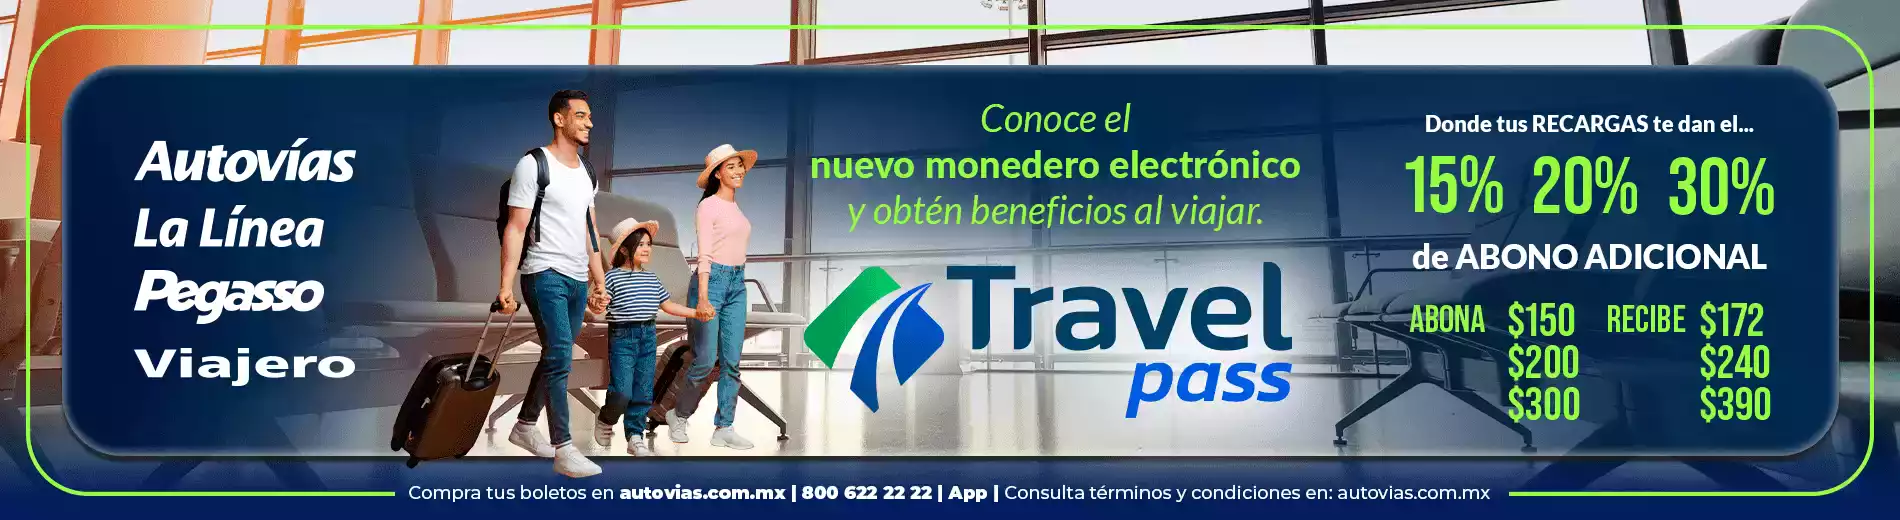 Autovías
La Línea
Pegasso
Viajero
Conoce el
nuevo monedero electrónico
y obtén beneficios al viajar.
Travel
pass
Donde tus RECARGAS te dan el...
15% 20% 30%
de ABONO ADICIONAL
ABONA $150 RECIBE $172
$200 $240
$300 $390
Compra tus boletos en autovias.com.mx | 800 622 22 22 | App | Consulta términos y condiciones en: autovias.com.mx